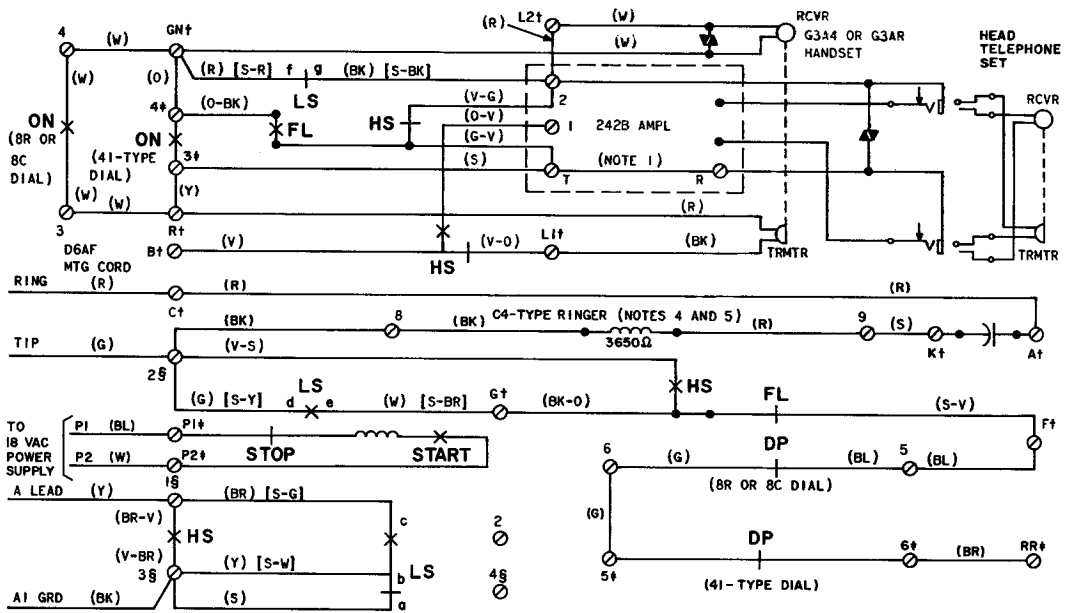 4 (W) GN† (R) L2† (W) RCVR
(W) G3A4 OR G3AR
HANDSET
HEAD
TELEPHONE
SET
(W) (O) (R) [S-R] f g (BK) [S-BK]
LS
RCVR
4‡ (O-BK) (V-G) 2
ON FL HS (O-V) 1 242B AMPL
(8R OR
8C
DIAL)
ON
(41-TYPE
DIAL)
3‡ (G-V)
(S) T (NOTE 1) R
(Y)
3 (W) R† (R)
D6AF
MTG CORD
B† (V) HS (V-O) L1† (BK) TRMTR TRMTR
RING (R) C† (R) (R)
(BK) 8 (BK) C4-TYPE RINGER (NOTES 4 AND 5) (R) 9 (S) K† A†
3650Ω
TIP (G) 2§ (V-S)
HS
(G) [S-Y] d LS e (W) [S-BR] G† (BK-O) FL (S-V) F†
TO
18 VAC
POWER
SUPPLY
P1 (BL) P1‡ STOP START
P2 (W) P2‡
6 (G) DP (BL) 5 (BL)
(8R OR 8C DIAL)
A LEAD (Y) 1§ (BR) [S-G] c
(BR-V) HS 2 (G)
(V-BR) 3§ (Y) [S-W] b LS 4§
a
5‡ DP 6‡ (BR) RR‡
(41-TYPE DIAL)
A1 GRD (BK) (S)